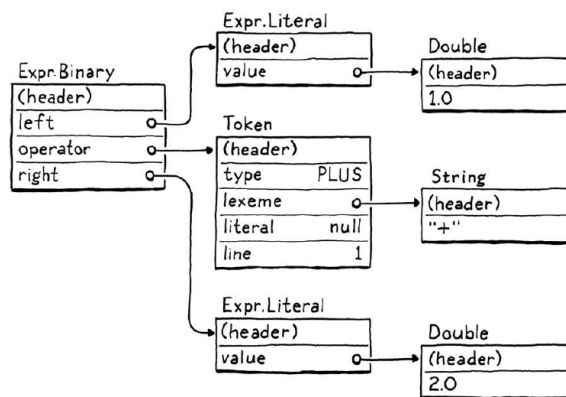 Expr.Binary
(header)
left
operator
right
Expr.Literal
(header)
value
Double
(header)
1.0
Token
(header)
type PLUS
lexeme
literal null
line 1
String
(header)
"+"
Expr.Literal
(header)
value
Double
(header)
2.0